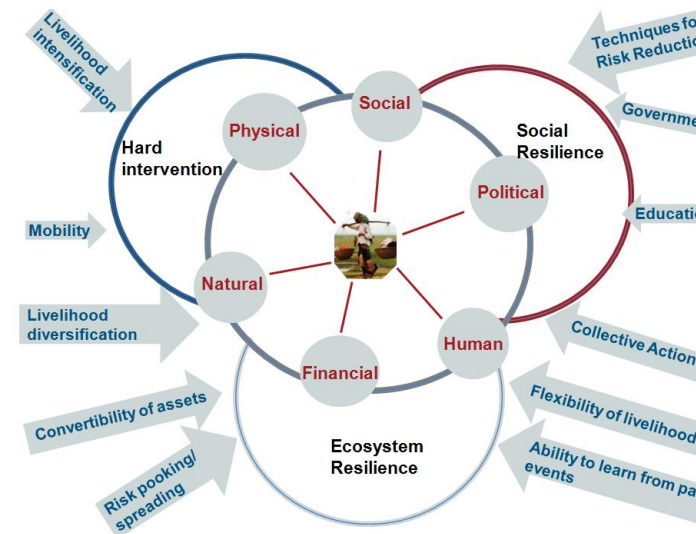 Livelihood
intensification
Techniques fo
Risk Reductio
Social
Governme
Physical
Social
Resilience
Hard
intervention
Political
Educatio
Mobility
Natural
Livelihood
diversification
Collective Action
Human
Financial
Flexibility of livelihood
Convertibility of assets
Ecosystem
Resilience
Ability to learn from pa
events
Risk pooking/
spreading